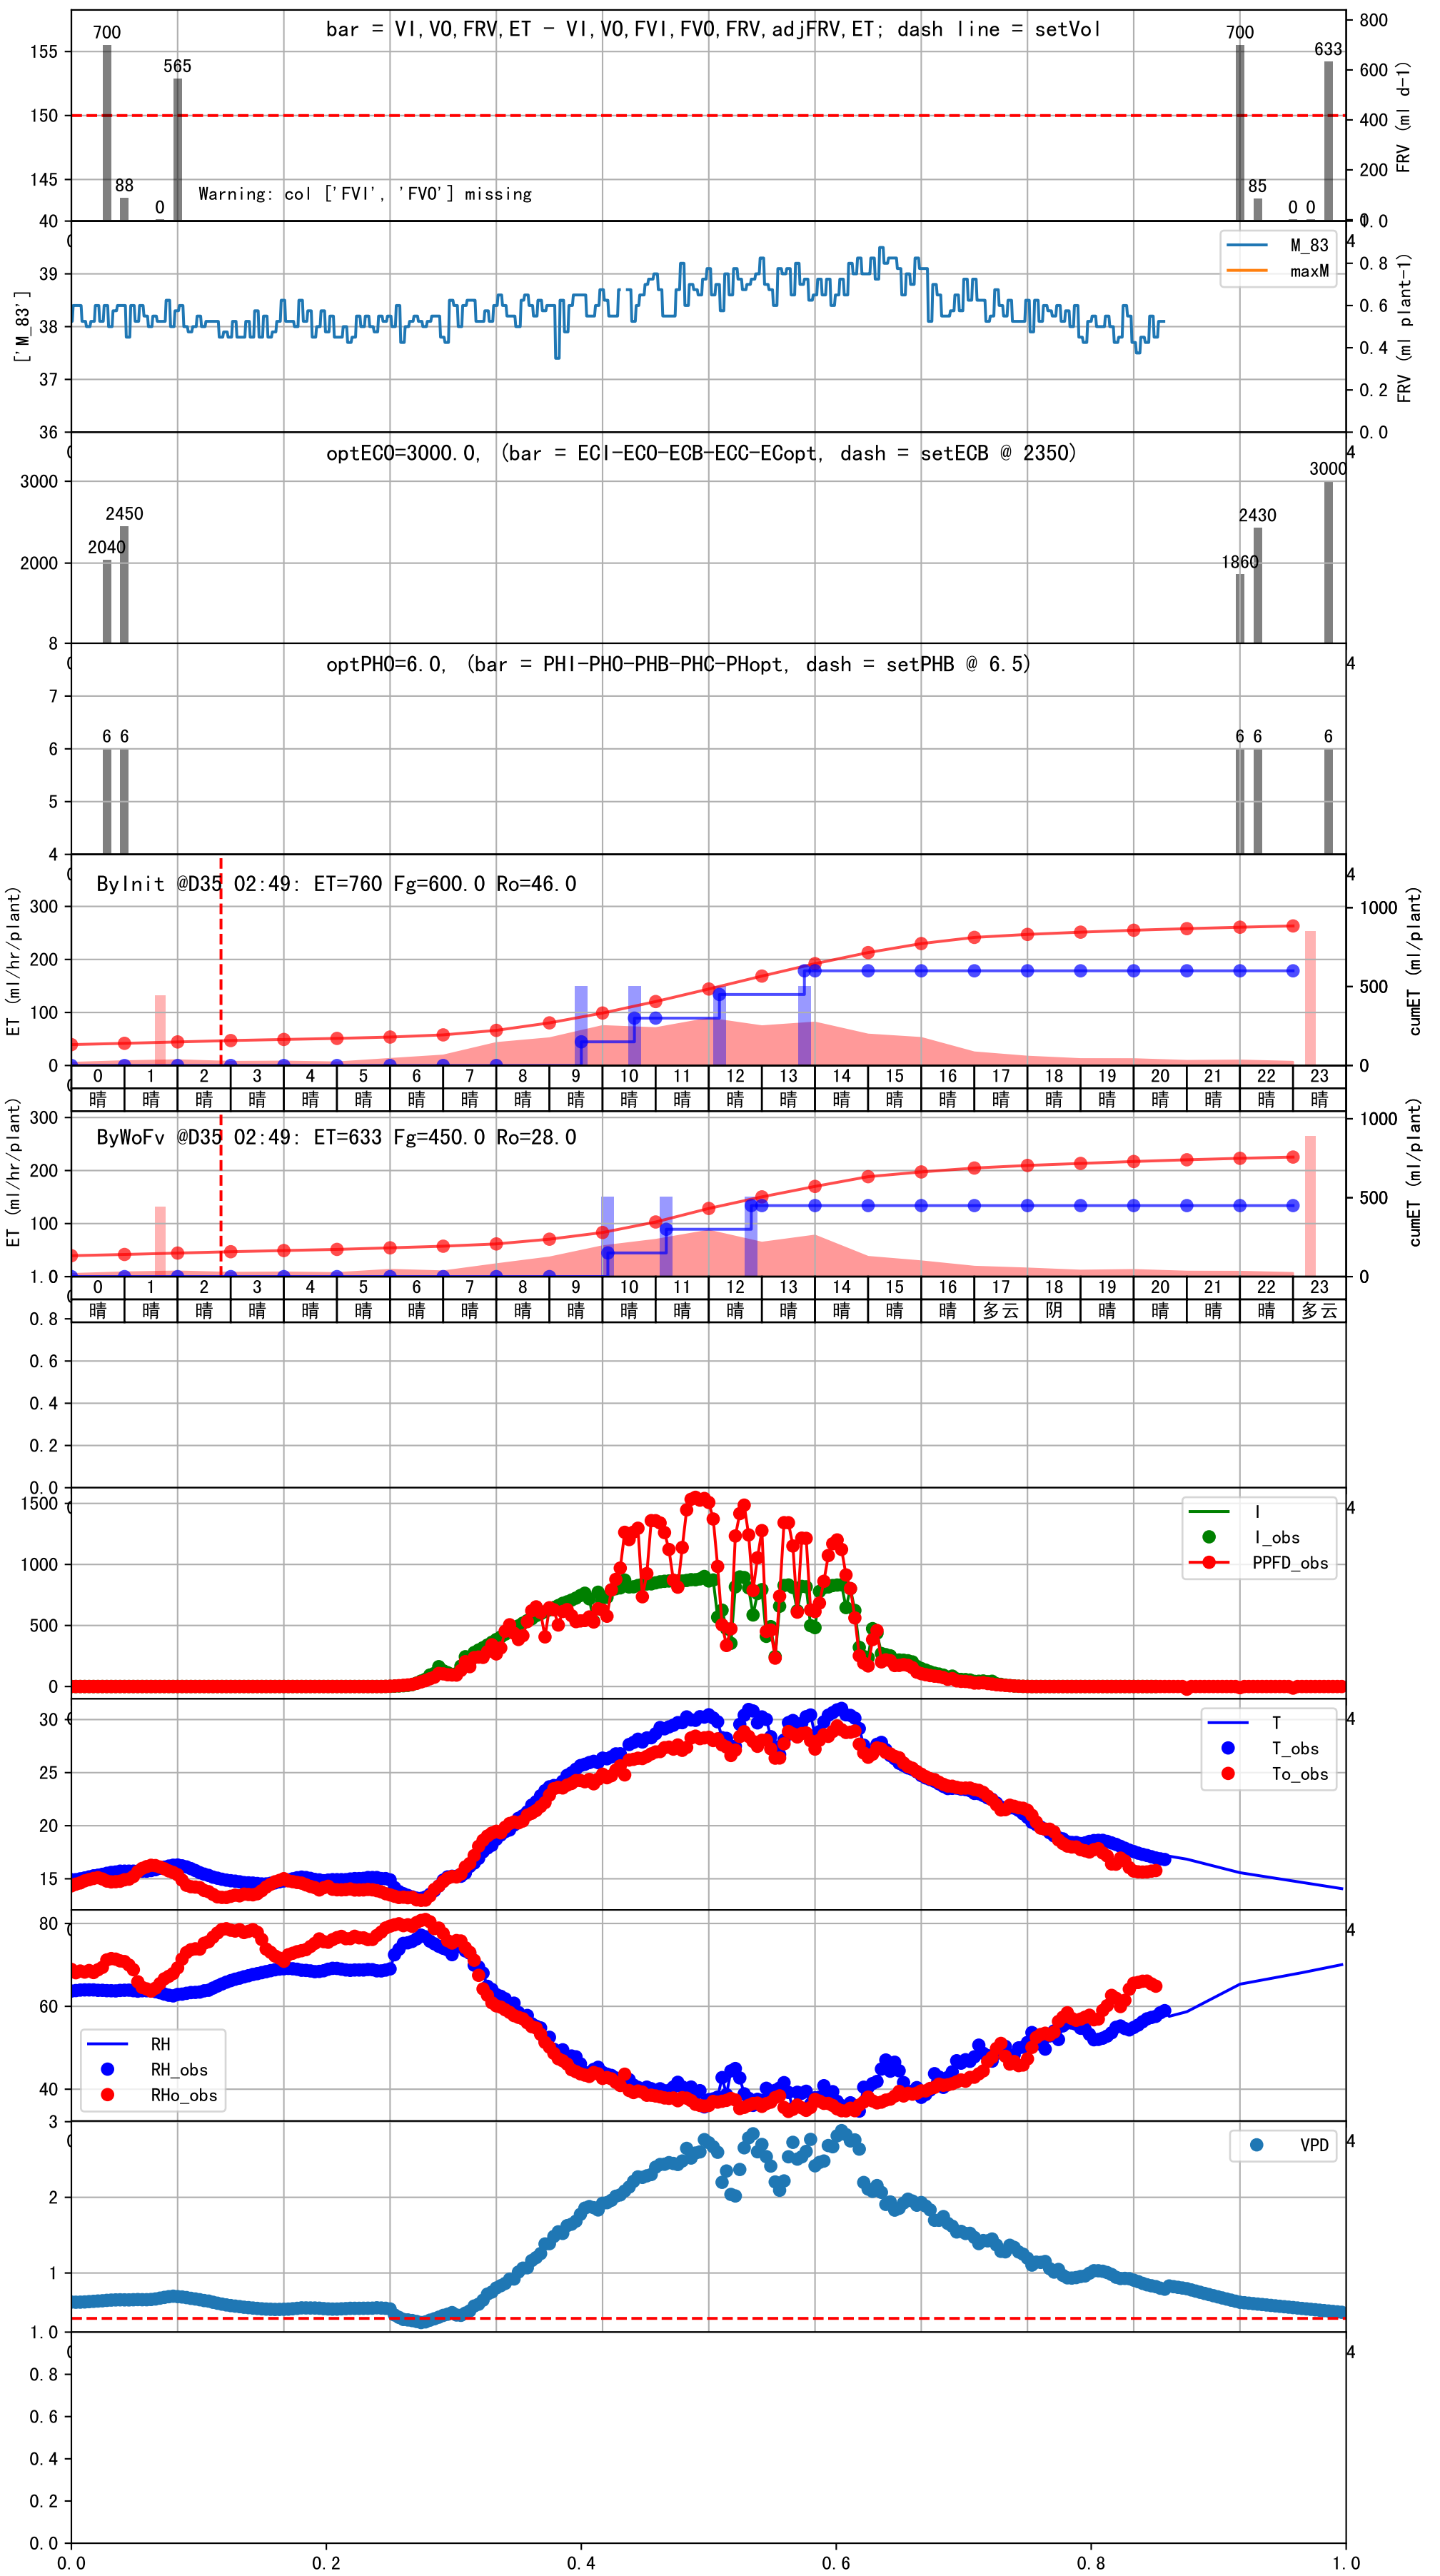 bar = VI,VO,FRV,ET - VI,VO,FVI,FVO,FRV,adjFRV,ET; dash line = setVol
700
88
0
565
700
85
0 0
633
Warning: col ['FVI', 'FVO'] missing
155
150
145
40
800
600
400
200
FRV (ml d-1)
M_83
maxM
['M_83']
39
38
37
36
0.8
0.6
0.4
0.2
0.0
FRV (ml plant-1)
optECO=3000.0, (bar = ECI-ECO-ECB-ECC-ECopt, dash = setECB @ 2350)
3000
2000
8
2040
2450
1860
2430
3000
optPHO=6.0, (bar = PHI-PHO-PHB-PHC-PHopt, dash = setPHB @ 6.5)
7
6
5
4
6 6
6 6
6
ByInit @D35 02:49: ET=760 Fg=600.0 Ro=46.0
ET (ml/hr/plant)
300
200
100
0
1000
500
0
cumET (ml/plant)
0 1 2 3 4 5 6 7 8 9 10 11 12 13 14 15 16 17 18 19 20 21 22 23
晴 晴 晴 晴 晴 晴 晴 晴 晴 晴 晴 晴 晴 晴 晴 晴 晴 晴 晴 晴 晴 晴 晴 晴
ByWoFv @D35 02:49: ET=633 Fg=450.0 Ro=28.0
ET (ml/hr/plant)
300
200
100
1.0
1000
500
0
cumET (ml/plant)
0 1 2 3 4 5 6 7 8 9 10 11 12 13 14 15 16 17 18 19 20 21 22 23
晴 晴 晴 晴 晴 晴 晴 晴 晴 晴 晴 晴 晴 晴 晴 晴 晴 多云 阴 晴 晴 晴 晴 多云
0.8
0.6
0.4
0.2
0.0
1500
1000
500
0
I
I_obs
PPFD_obs
30
25
20
15
T
T_obs
To_obs
80
60
40
RH
RH_obs
RHo_obs
3
2
1
VPD
1.0
0.8
0.6
0.4
0.2
0.0
0.0 0.2 0.4 0.6 0.8 1.0